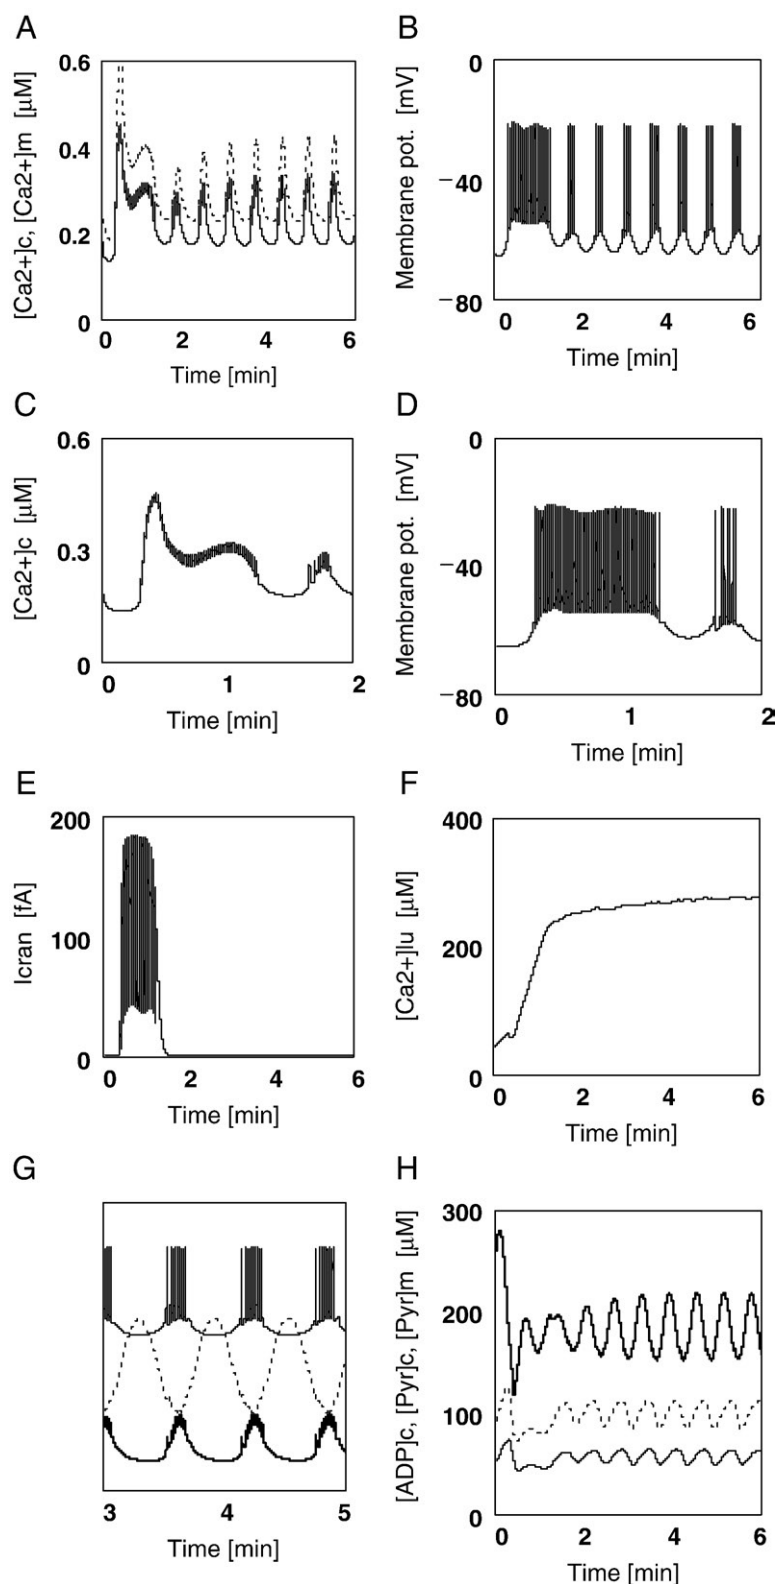 A
[Ca2+]c, [Ca2+]m [µM]
0.6
0.4
0.2
0
0 2 4 6
Time [min]
B
Membrane pot. [mV]
0
−40
−80
0 2 4 6
Time [min]
C
[Ca2+]c [µM]
0.6
0.3
0
0 1 2
Time [min]
D
Membrane pot. [mV]
0
−40
−80
0 1 2
Time [min]
E
Icran [fA]
200
100
0
0 2 4 6
Time [min]
F
[Ca2+]lu [µM]
400
200
0
0 2 4 6
Time [min]
G
3 4 5
Time [min]
H
[ADP]c, [Pyr]c, [Pyr]m [µM]
300
200
100
0
0 2 4 6
Time [min]